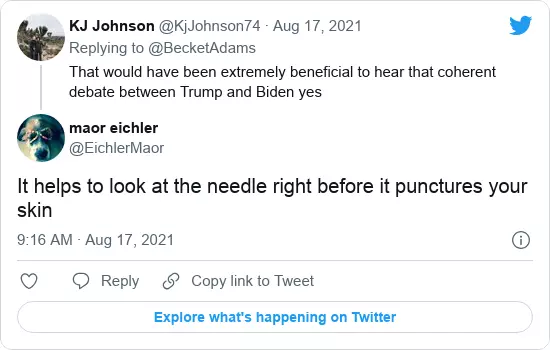 KJ Johnson @KjJohnson74 · Aug 17, 2021
Replying to @BecketAdams
That would have been extremely beneficial to hear that coherent
debate between Trump and Biden yes
maor eichler
@EichlerMaor
It helps to look at the needle right before it punctures your
skin
9:16 AM · Aug 17, 2021
Reply
Copy link to Tweet
Explore what's happening on Twitter